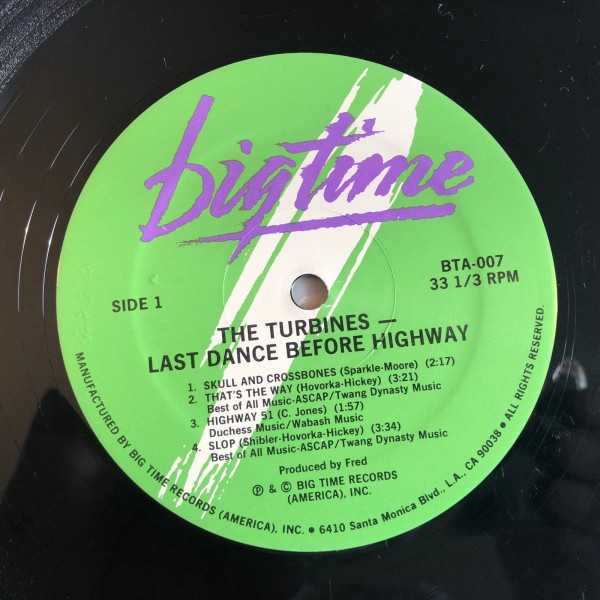 bigtime
BTA-007
SIDE 1
33 1/3 RPM
THE TURBINES —
LAST DANCE BEFORE HIGHWAY
1. SKULL AND CROSSBONES (Sparkle-Moore) (2:17)
2. THAT'S THE WAY (Hovorka-Hickey) (3:21)
Best of All Music-ASCAP/Twang Dynasty Music
3. HIGHWAY 51 (C. Jones) (1:57)
Duchess Music/Wabash Music
4. SLOP (Shibler-Hovorka-Hickey) (3:34)
Best of All Music-ASCAP/Twang Dynasty Music
Produced by Fred
℗ & © BIG TIME RECORDS
(AMERICA), INC.
MANUFACTURED BY BIG TIME RECORDS (AMERICA), INC. • 6410 Santa Monica Blvd., L.A., CA 90038 • ALL RIGHTS RESERVED.